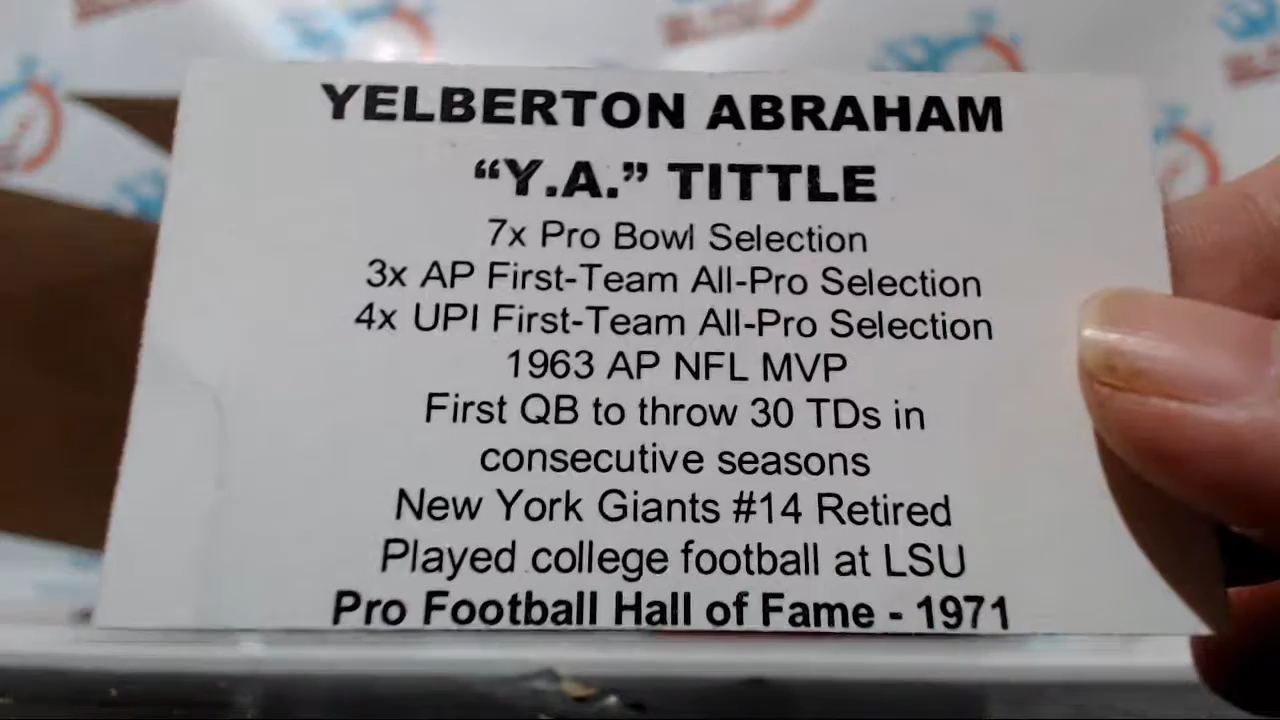 YELBERTON ABRAHAM
“Y.A.” TITTLE
7x Pro Bowl Selection
3x AP First-Team All-Pro Selection
4x UPI First-Team All-Pro Selection
1963 AP NFL MVP
First QB to throw 30 TDs in
consecutive seasons
New York Giants #14 Retired
Played college football at LSU
Pro Football Hall of Fame - 1971